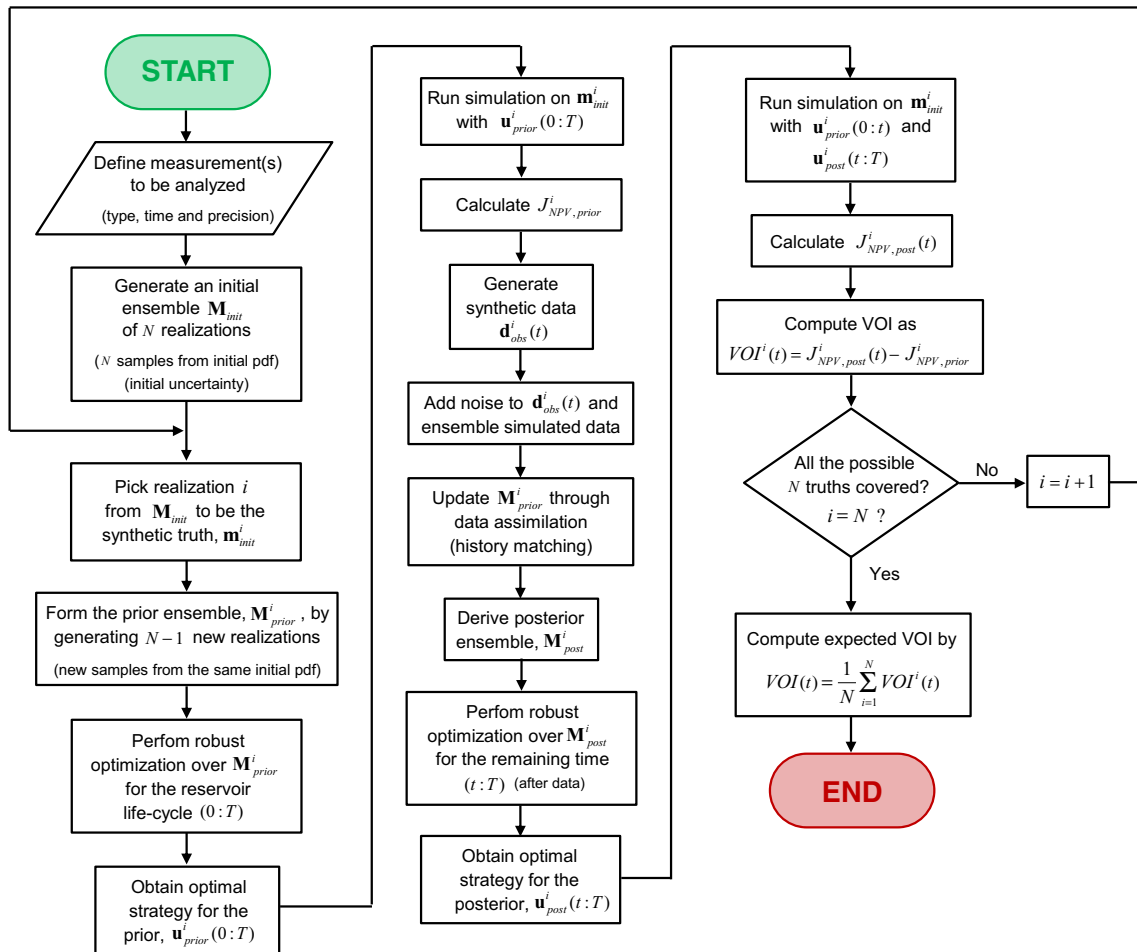 START
Define measurement(s)
to be analyzed
(type, time and precision)
Generate an initial
ensemble M_init
of N realizations
(N samples from initial pdf)
(initial uncertainty)
Pick realization i
from M_init to be the
synthetic truth, m^i_init
Form the prior ensemble, M^i_prior , by
generating N−1 new realizations
(new samples from the same initial pdf)
Perfom robust
optimization over M^i_prior
for the reservoir
life-cycle (0:T)
Obtain optimal
strategy for the
prior, u^i_prior(0:T)
Run simulation on m^i_init
with u^i_prior(0:T)
Calculate J^i_NPV,prior
Generate
synthetic data
d^i_obs(t)
Add noise to d^i_obs(t) and
ensemble simulated data
Update M^i_prior through
data assimilation
(history matching)
Derive posterior
ensemble, M^i_post
Perfom robust
optimization over M^i_post
for the remaining time
(t:T) (after data)
Obtain optimal
strategy for the
posterior, u^i_post(t:T)
Run simulation on m^i_init
with u^i_prior(0:t) and
u^i_post(t:T)
Calculate J^i_NPV,post(t)
Compute VOI as
VOI^i(t) = J^i_NPV,post(t) − J^i_NPV,prior
All the possible
N truths covered?
i = N ?
No
i = i+1
Yes
Compute expected VOI by
VOI(t) = 1/N ∑_{i=1}^{N} VOI^i(t)
END